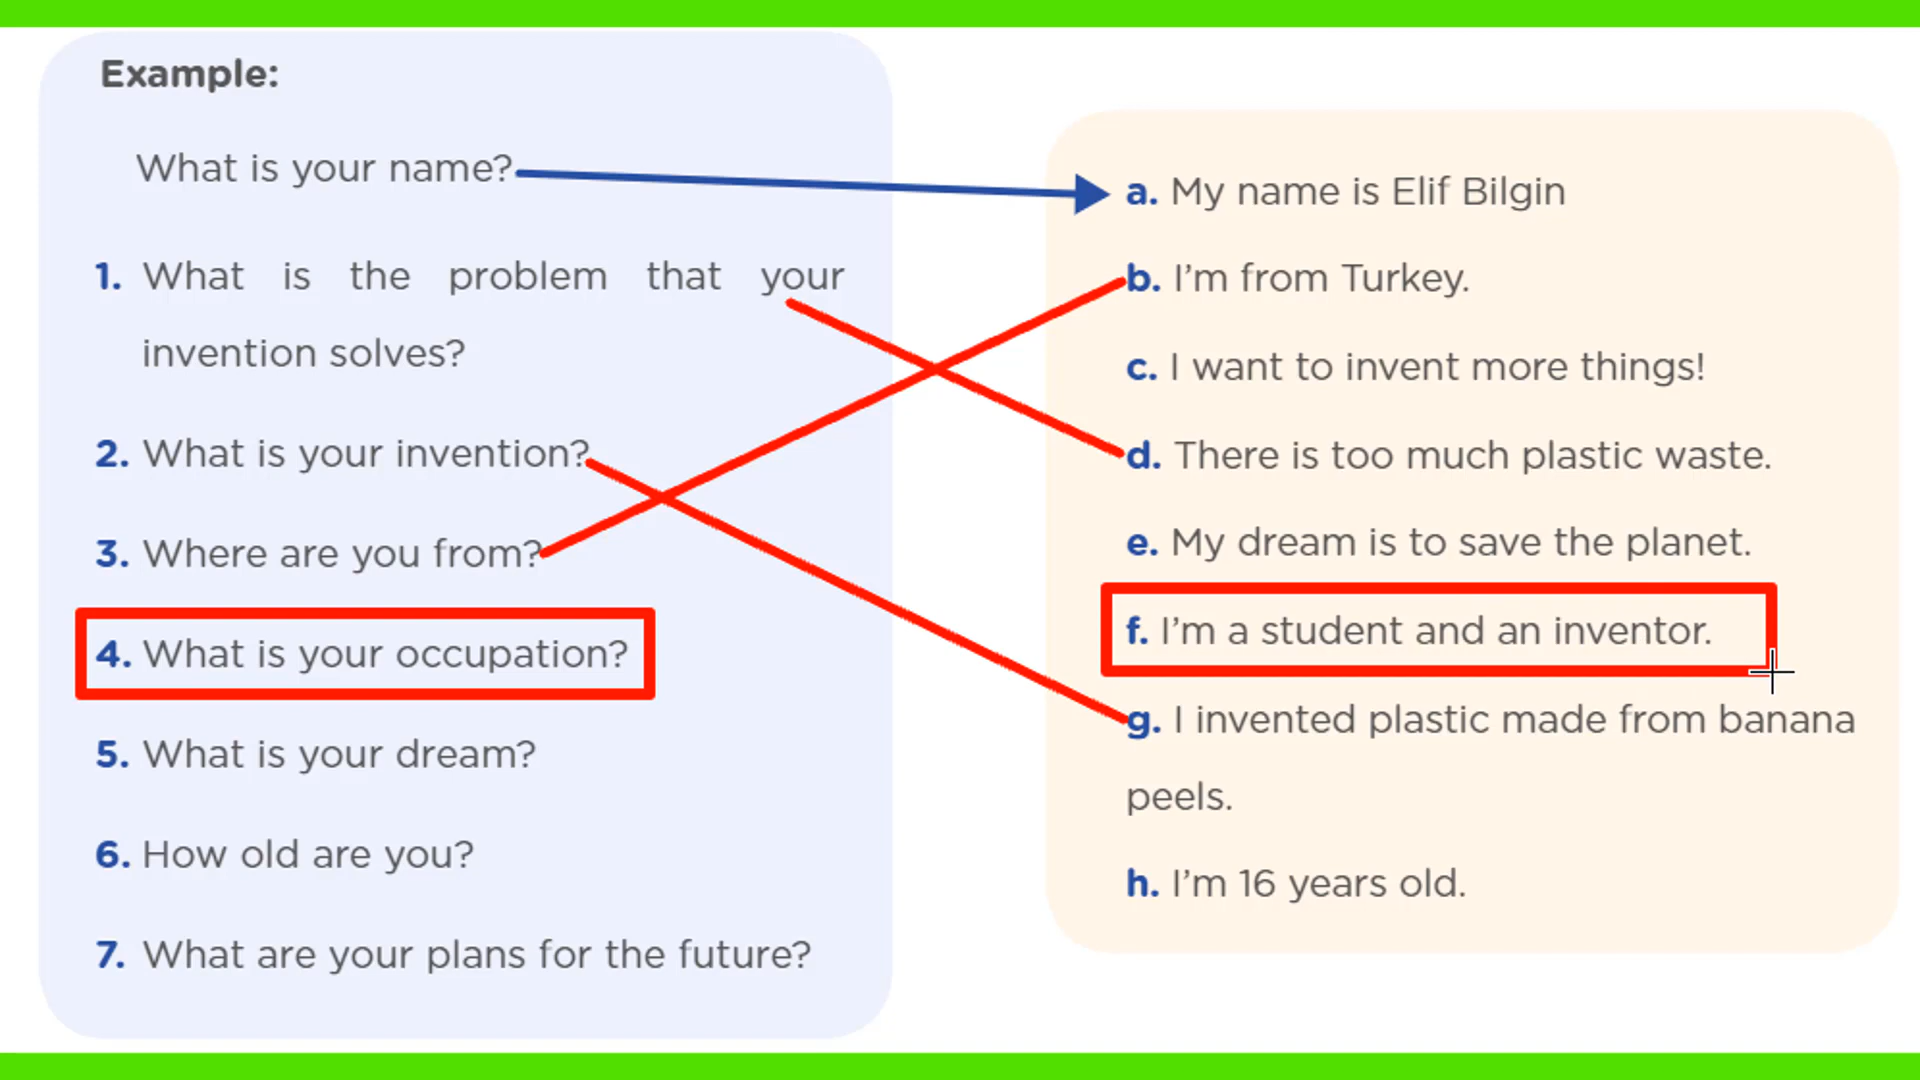 Example:
What is your name?
1. What is the problem that your
invention solves?
2. What is your invention?
3. Where are you from?
4. What is your occupation?
5. What is your dream?
6. How old are you?
7. What are your plans for the future?
a. My name is Elif Bilgin
b. I'm from Turkey.
c. I want to invent more things!
d. There is too much plastic waste.
e. My dream is to save the planet.
f. I'm a student and an inventor.
g. I invented plastic made from banana
peels.
h. I'm 16 years old.